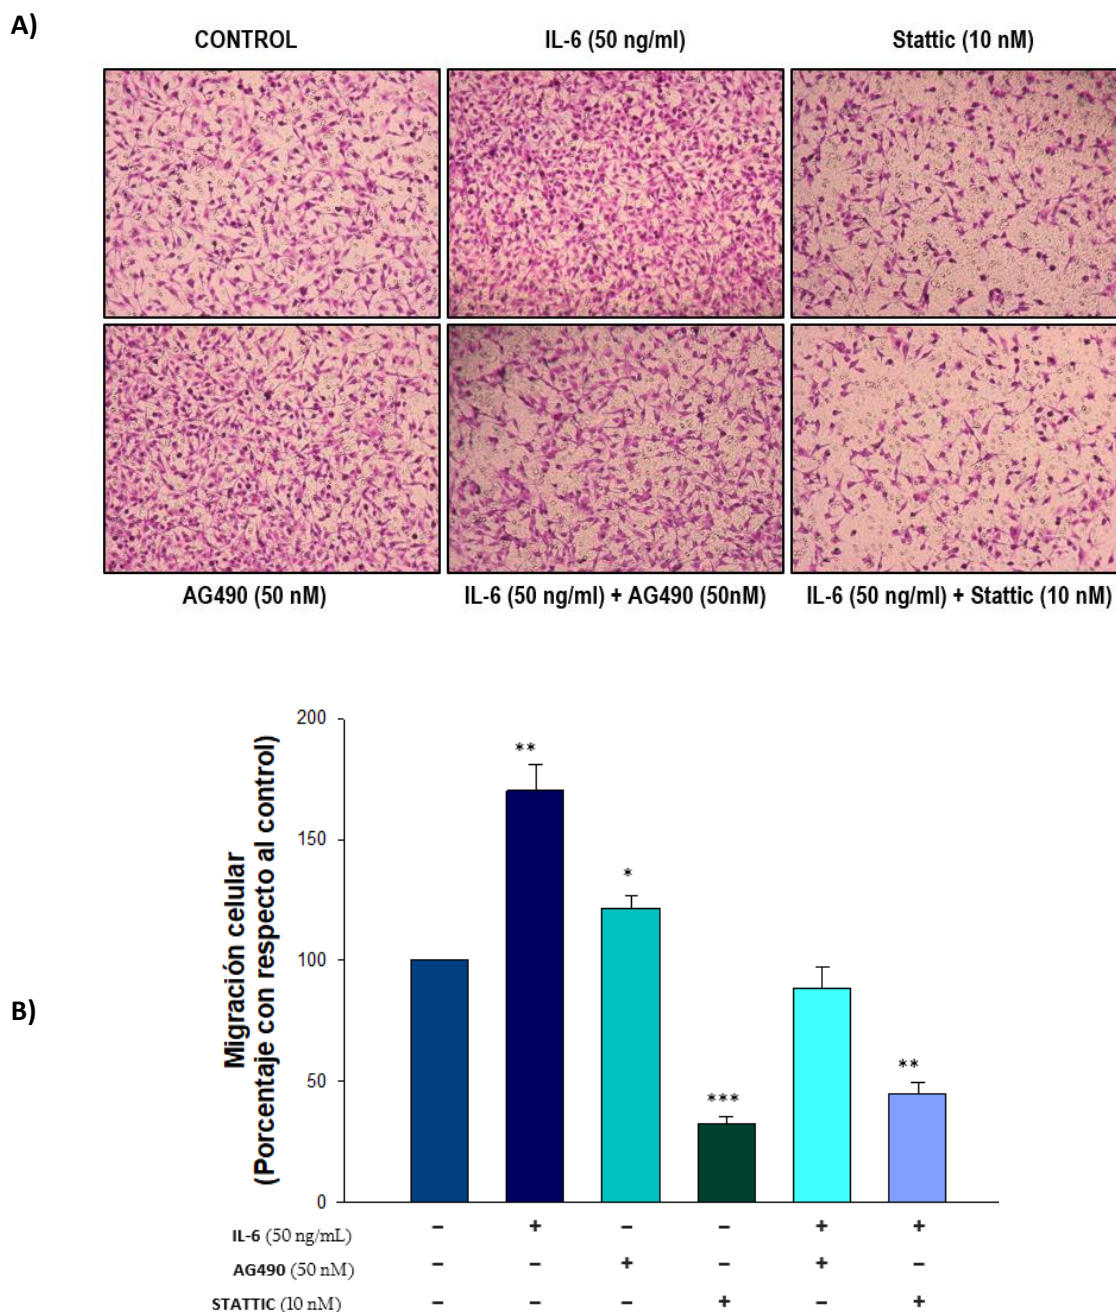 A)
CONTROL
IL-6 (50 ng/ml)
Stattic (10 nM)
AG490 (50 nM)
IL-6 (50 ng/ml) + AG490 (50nM)
IL-6 (50 ng/ml) + Stattic (10 nM)
B)
Migración celular
(Porcentaje con respecto al control)
200
150
100
50
0
**
*
***
**
IL-6 (50 ng/mL) − + − − + +
AG490 (50 nM) − − + − + −
STATTIC (10 nM) − − − + − +